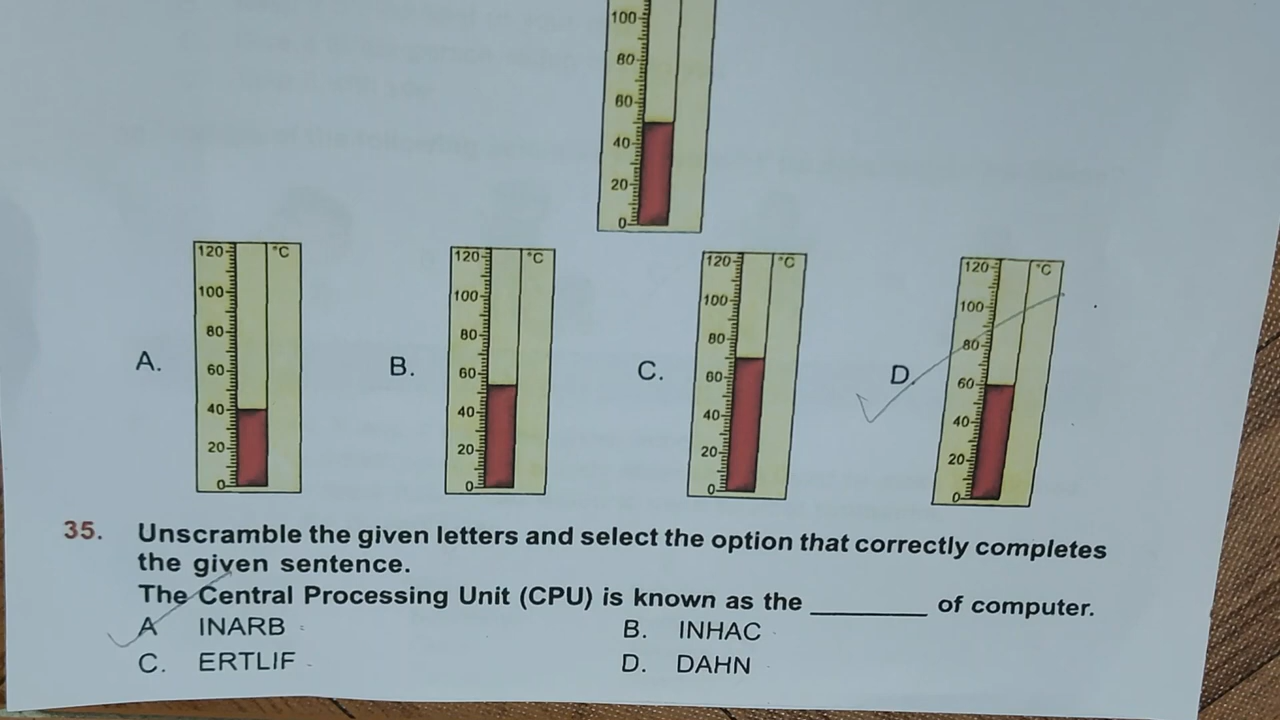 100
80
60
40
20
0
120 °C
100
80
60
40
20
0
A.
120 °C
100
80
60
40
20
0
B.
120 °C
100
80
60
40
20
0
C.
120 °C
100
80
60
40
20
0
D.
35. Unscramble the given letters and select the option that correctly completes
the given sentence.
The Central Processing Unit (CPU) is known as the ________ of computer.
A INARB B. INHAC
C. ERTLIF D. DAHN